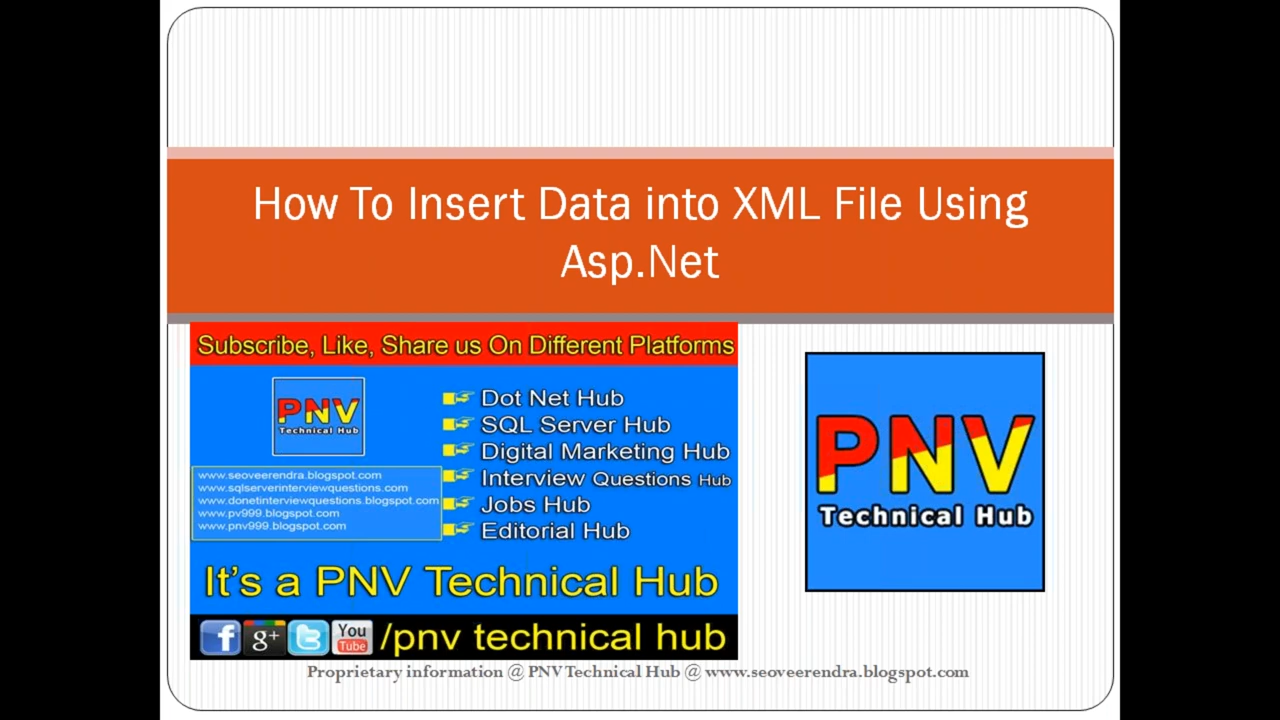 How To Insert Data into XML File Using
Asp.Net
Subscribe, Like, Share us On Different Platforms
PNV
Technical Hub
www.seoveerendra.blogspot.com
www.sqlserverinterviewquestions.com
www.donetinterviewquestions.blogspot.com
www.pv999.blogspot.com
www.pnv999.blogspot.com
Dot Net Hub
SQL Server Hub
Digital Marketing Hub
Interview Questions Hub
Jobs Hub
Editorial Hub
It's a PNV Technical Hub
f g+ t You Tube /pnv technical hub
PNV
Technical Hub
Proprietary information @ PNV Technical Hub @ www.seoveerendra.blogspot.com